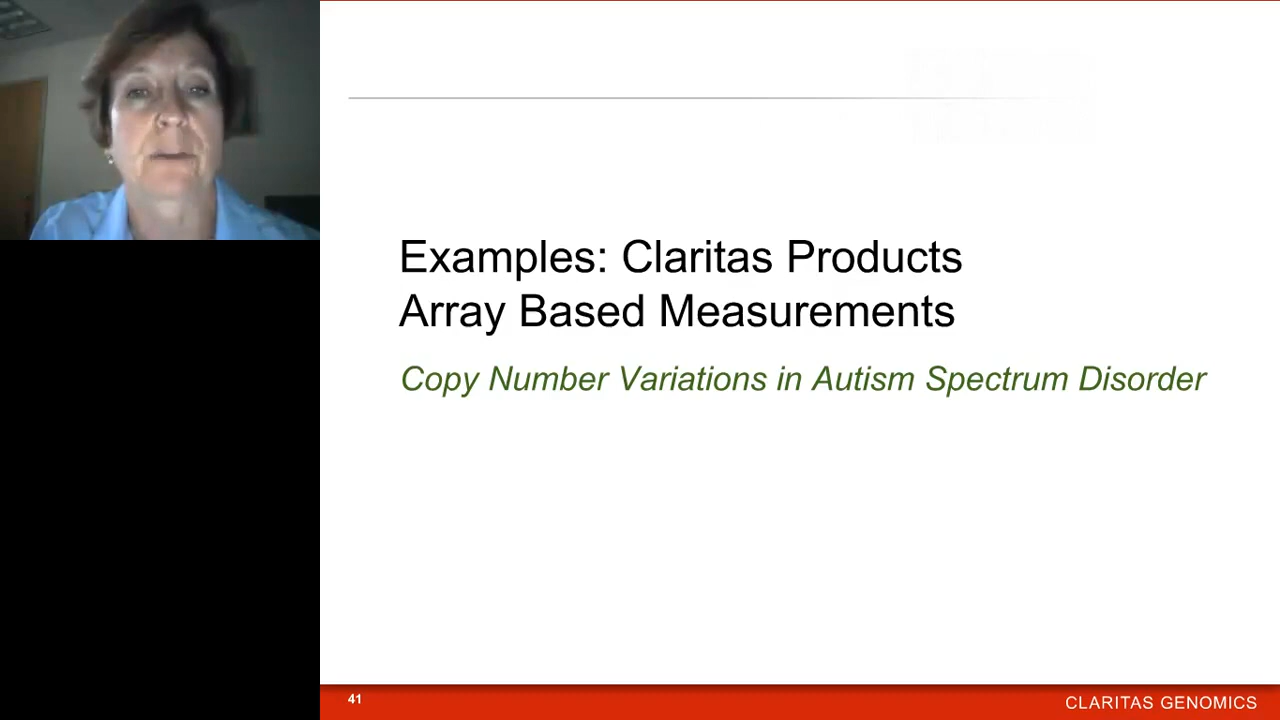 Examples: Claritas Products
Array Based Measurements
Copy Number Variations in Autism Spectrum Disorder
41
CLARITAS GENOMICS